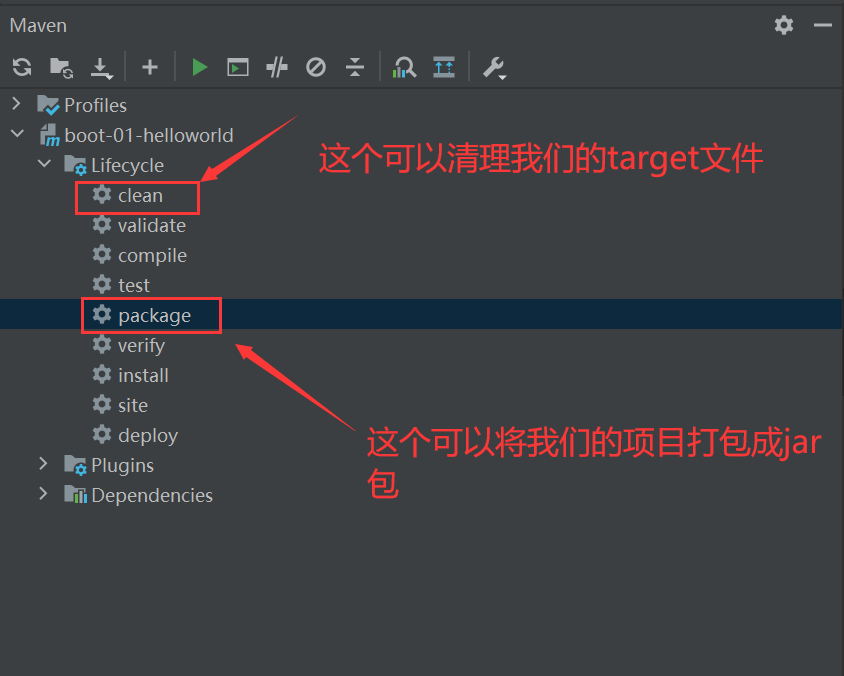 Maven
Profiles
boot-01-helloworld
Lifecycle
这个可以清理我们的target文件
clean
validate
compile
test
package
verify
install
site
deploy
这个可以将我们的项目打包成jar
包
Plugins
Dependencies